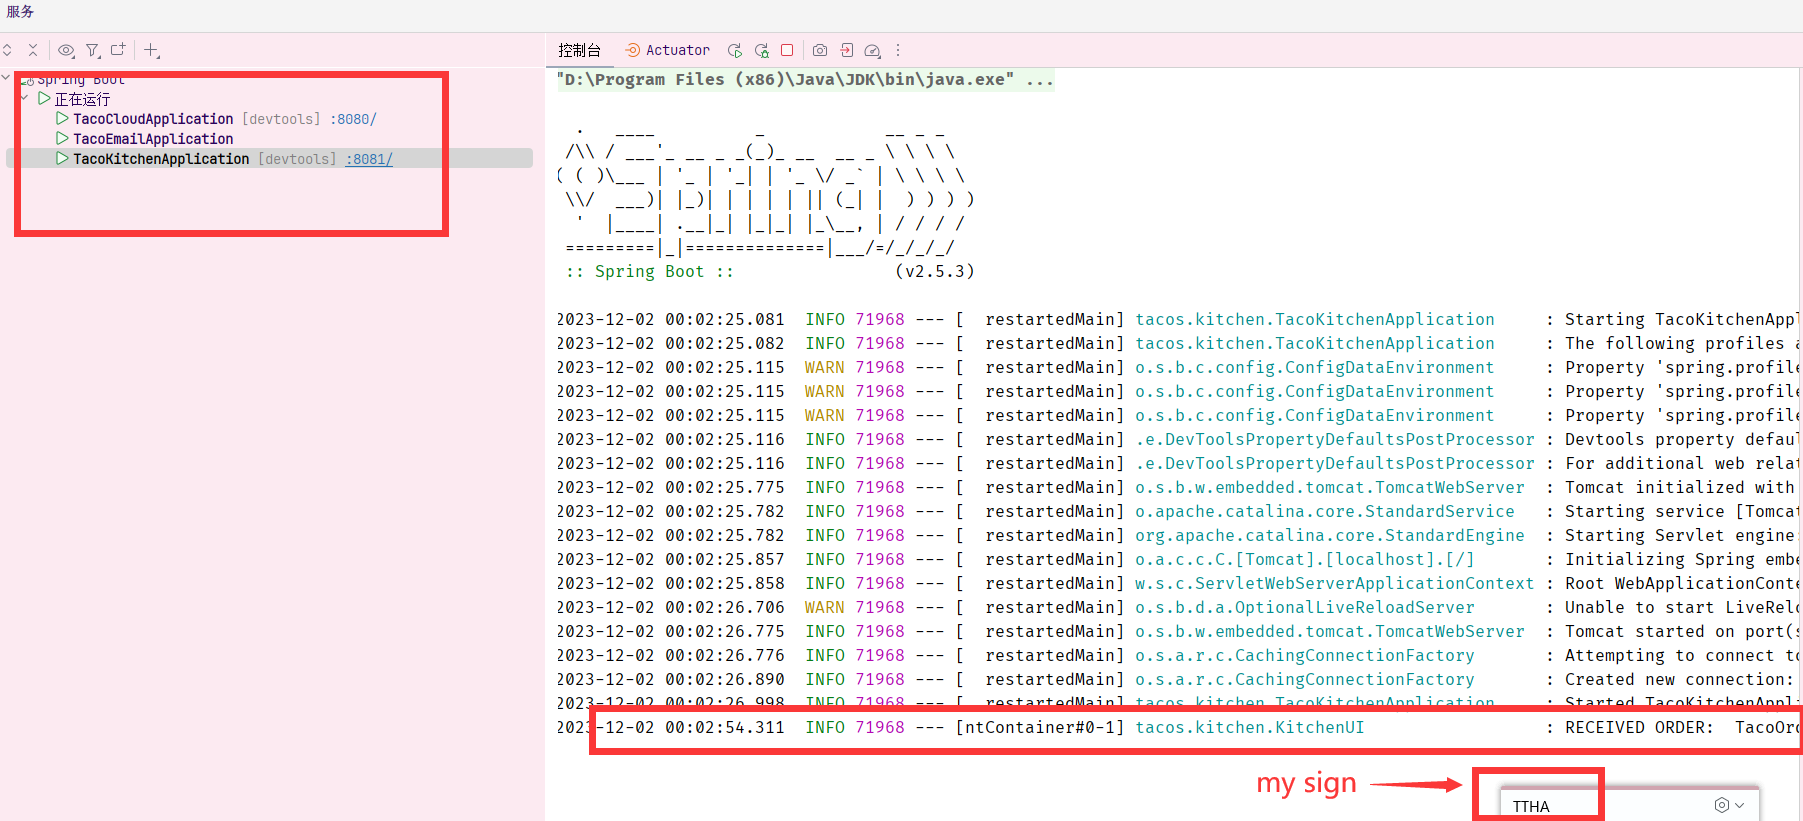 服务
控制台 Actuator
Spring Boot
正在运行
TacoCloudApplication [devtools] :8080/
TacoEmailApplication
TacoKitchenApplication [devtools] :8081/
"D:\Program Files (x86)\Java\JDK\bin\java.exe" ...
:: Spring Boot :: (v2.5.3)
2023-12-02 00:02:25.081 INFO 71968 --- [ restartedMain] tacos.kitchen.TacoKitchenApplication : Starting TacoKitchenAppl
2023-12-02 00:02:25.082 INFO 71968 --- [ restartedMain] tacos.kitchen.TacoKitchenApplication : The following profiles a
2023-12-02 00:02:25.115 WARN 71968 --- [ restartedMain] o.s.b.c.config.ConfigDataEnvironment : Property 'spring.profile
2023-12-02 00:02:25.115 WARN 71968 --- [ restartedMain] o.s.b.c.config.ConfigDataEnvironment : Property 'spring.profile
2023-12-02 00:02:25.115 WARN 71968 --- [ restartedMain] o.s.b.c.config.ConfigDataEnvironment : Property 'spring.profile
2023-12-02 00:02:25.116 INFO 71968 --- [ restartedMain] .e.DevToolsPropertyDefaultsPostProcessor : Devtools property defaul
2023-12-02 00:02:25.116 INFO 71968 --- [ restartedMain] .e.DevToolsPropertyDefaultsPostProcessor : For additional web relat
2023-12-02 00:02:25.775 INFO 71968 --- [ restartedMain] o.s.b.w.embedded.tomcat.TomcatWebServer : Tomcat initialized with
2023-12-02 00:02:25.782 INFO 71968 --- [ restartedMain] o.apache.catalina.core.StandardService : Starting service [Tomcat
2023-12-02 00:02:25.782 INFO 71968 --- [ restartedMain] org.apache.catalina.core.StandardEngine : Starting Servlet engine:
2023-12-02 00:02:25.857 INFO 71968 --- [ restartedMain] o.a.c.c.C.[Tomcat].[localhost].[/] : Initializing Spring embe
2023-12-02 00:02:25.858 INFO 71968 --- [ restartedMain] w.s.c.ServletWebServerApplicationContext : Root WebApplicationConte
2023-12-02 00:02:26.706 WARN 71968 --- [ restartedMain] o.s.b.d.a.OptionalLiveReloadServer : Unable to start LiveRelo
2023-12-02 00:02:26.775 INFO 71968 --- [ restartedMain] o.s.b.w.embedded.tomcat.TomcatWebServer : Tomcat started on port(s
2023-12-02 00:02:26.776 INFO 71968 --- [ restartedMain] o.s.a.r.c.CachingConnectionFactory : Attempting to connect to
2023-12-02 00:02:26.890 INFO 71968 --- [ restartedMain] o.s.a.r.c.CachingConnectionFactory : Created new connection:
2023-12-02 00:02:26.998 INFO 71968 --- [ restartedMain] tacos.kitchen.TacoKitchenApplication : Started TacoKitchenAppli
2023-12-02 00:02:54.311 INFO 71968 --- [ntContainer#0-1] tacos.kitchen.KitchenUI : RECEIVED ORDER: TacoOrd
my sign
TTHA